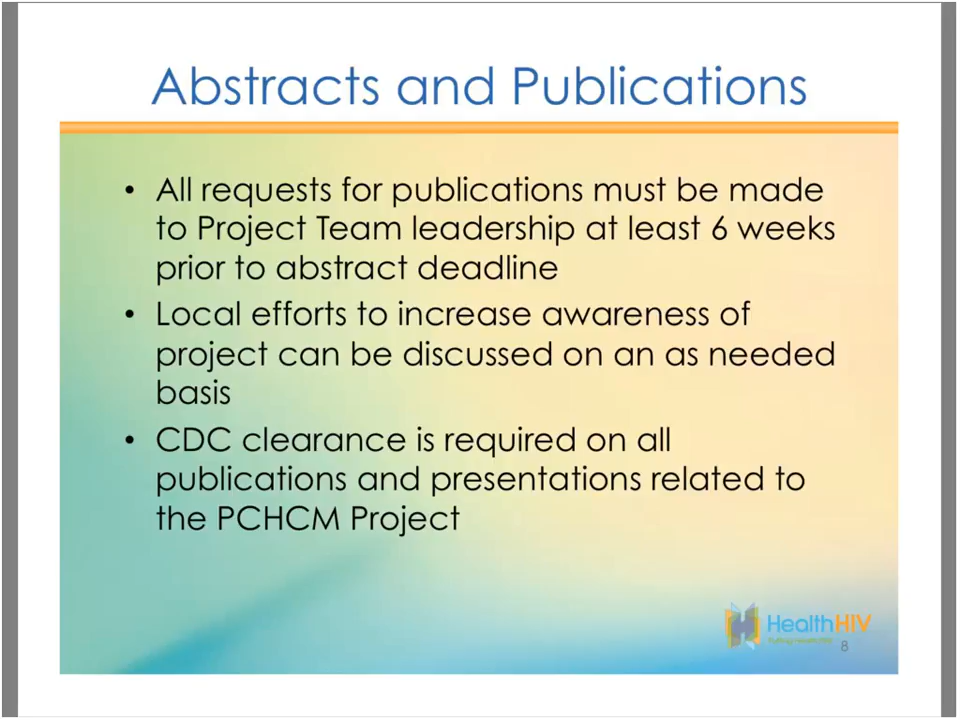 Abstracts and Publications
• All requests for publications must be made
to Project Team leadership at least 6 weeks
prior to abstract deadline
• Local efforts to increase awareness of
project can be discussed on an as needed
basis
• CDC clearance is required on all
publications and presentations related to
the PCHCM Project
HealthHIV
8